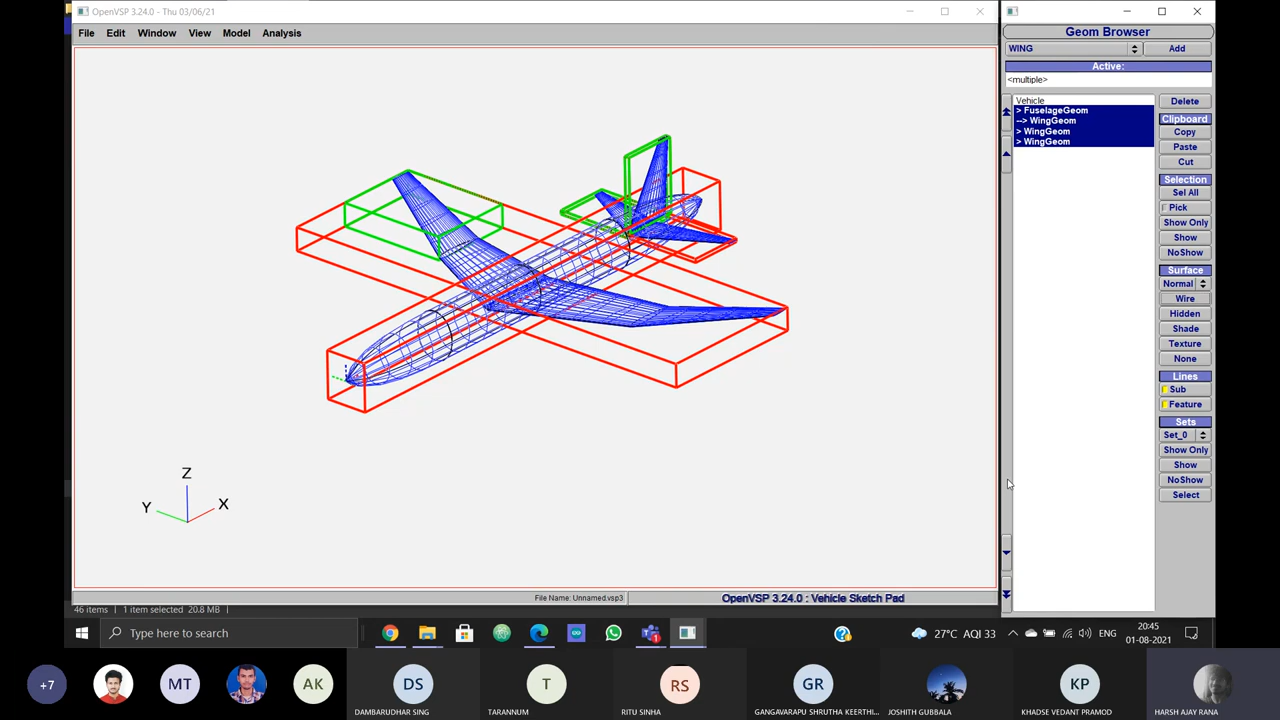 OpenVSP 3.24.0 - Thu 03/06/21
File Edit Window View Model Analysis
Z
Y
X
File Name: Unnamed.vsp3
OpenVSP 3.24.0 : Vehicle Sketch Pad
Geom Browser
WING
Add
Active:
<multiple>
Vehicle
> FuselageGeom
--> WingGeom
> WingGeom
> WingGeom
Delete
Clipboard
Copy
Paste
Cut
Selection
Sel All
Pick
Show Only
Show
NoShow
Surface
Normal
Wire
Hidden
Shade
Texture
None
Lines
Sub
Feature
Sets
Set_0
Show Only
Show
NoShow
Select
46 items | 1 item selected 20.8 MB |
Type here to search
27°C AQI 33
ENG
20:45
01-08-2021
+7
MT
AK
DS
DAMBARUDHAR SING
T
TARANNUM
RS
RITU SINHA
GR
GANGAVARAPU SHRUTHA KEERTHI...
JOSHITH GUBBALA
KP
KHADSE VEDANT PRAMOD
HARSH AJAY RANA